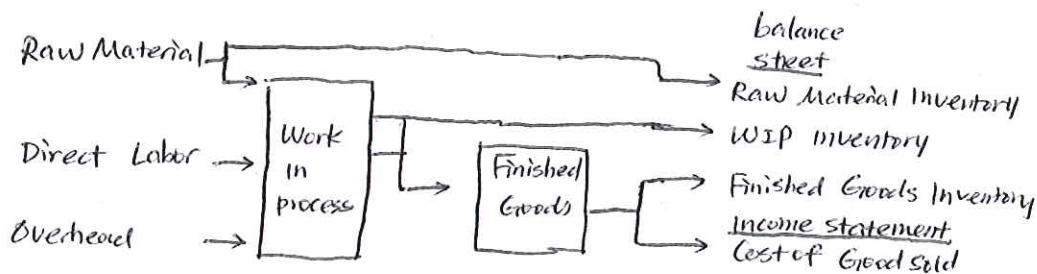 balance
sheet
Raw Material
Raw Material Inventory
WIP Inventory
Work
in
process
Direct Labor
Finished
Goods
Finished Goods Inventory
Income statement
Overhead
Cost of Good sold